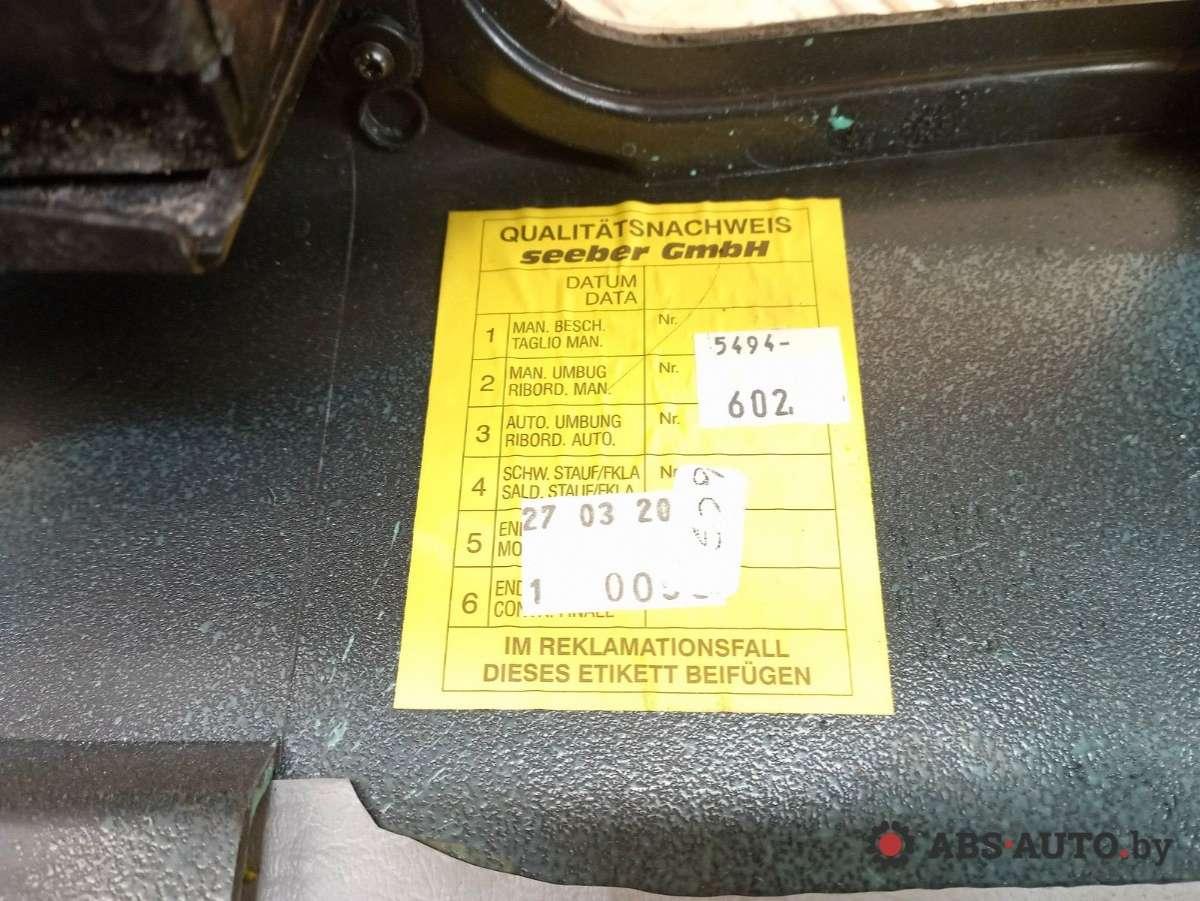 QUALITÄTSNACHWEIS
seeber GmbH
DATUM
DATA
1 MAN. BESCH. Nr.
TAGLIO MAN.
5494-
2 MAN. UMBUG Nr.
RIBORD. MAN.
602
3 AUTO. UMBUNG Nr.
RIBORD. AUTO.
4 SCHW. STAUF/FKLA Nr
SALD. STAUF/FKLA
27 03 20
5
6
1
IM REKLAMATIONSFALL
DIESES ETIKETT BEIFÜGEN
ABS-AUTO.by